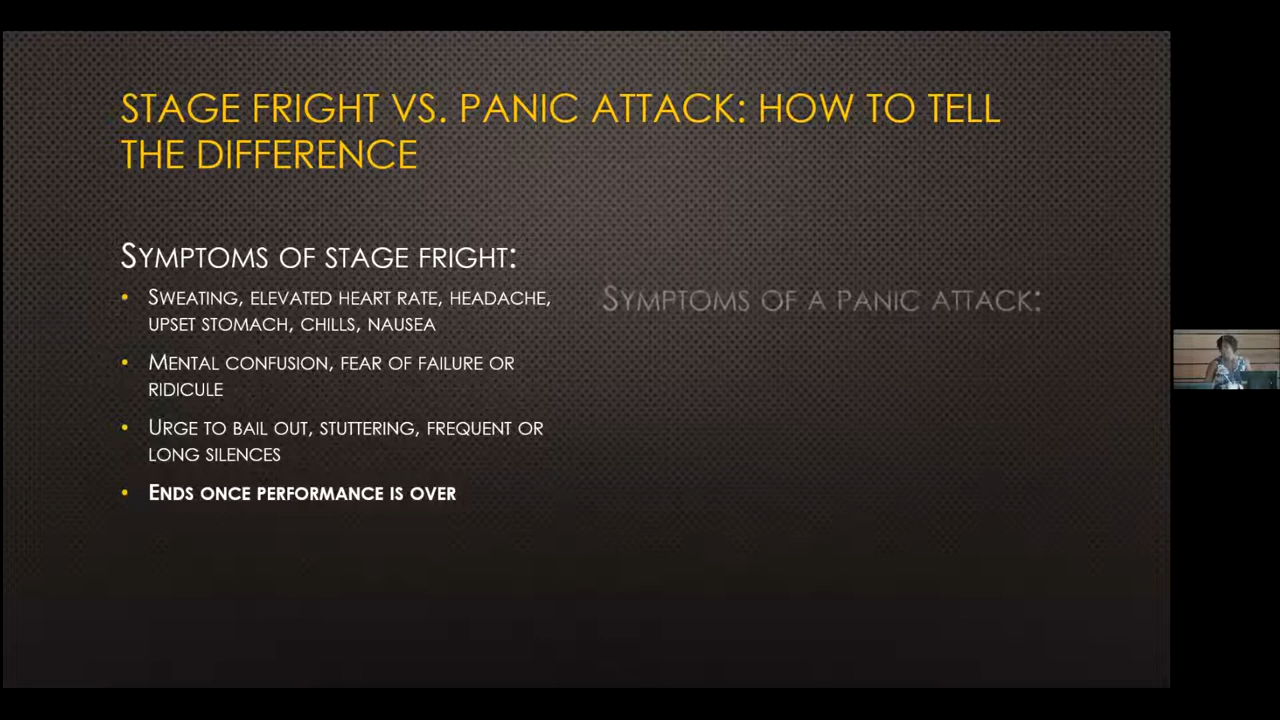 STAGE FRIGHT VS. PANIC ATTACK: HOW TO TELL
THE DIFFERENCE
SYMPTOMS OF STAGE FRIGHT:
• SWEATING, ELEVATED HEART RATE, HEADACHE,
UPSET STOMACH, CHILLS, NAUSEA
• MENTAL CONFUSION, FEAR OF FAILURE OR
RIDICULE
• URGE TO BAIL OUT, STUTTERING, FREQUENT OR
LONG SILENCES
• ENDS ONCE PERFORMANCE IS OVER
SYMPTOMS OF A PANIC ATTACK: